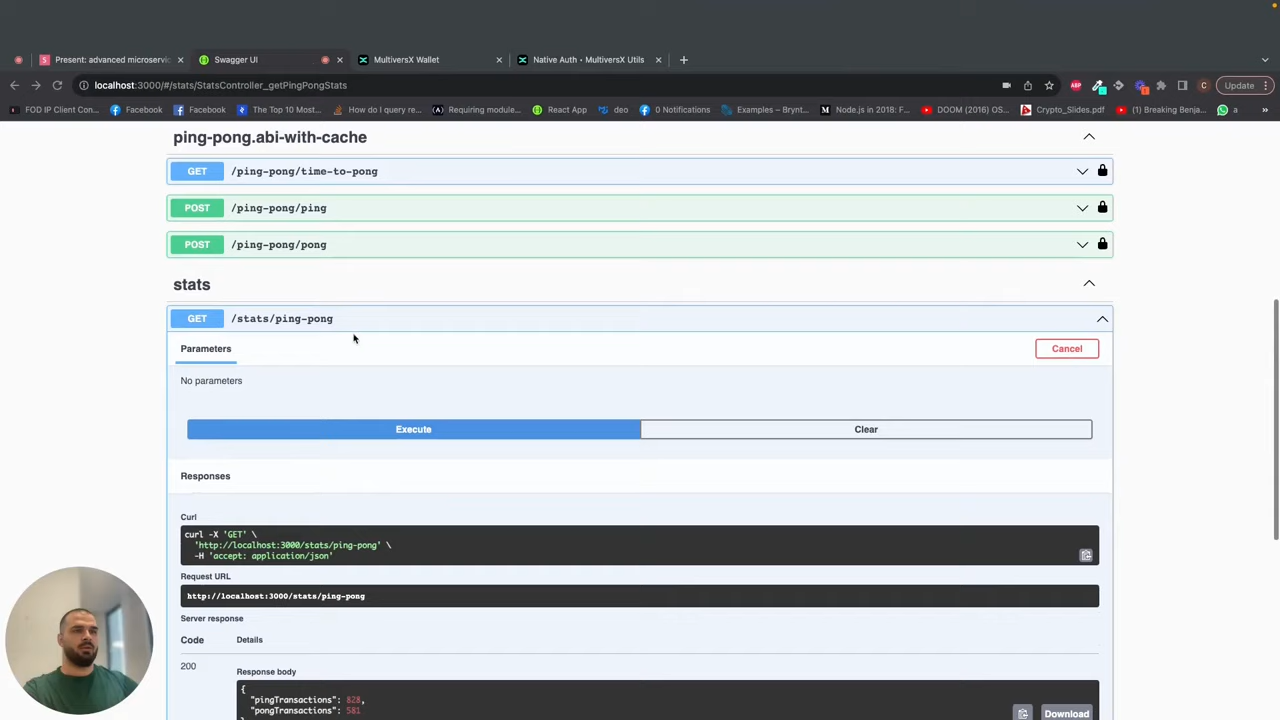 Present: advanced microservic
Swagger UI
MultiversX Wallet
Native Auth • MultiversX Utils
localhost:3000/#/stats/StatsController_getPingPongStats
ABP
C
Update
FOD IP Client Con...
Facebook
Facebook
The Top 10 Most...
How do I query re...
Requiring module...
React App
deo
0 Notifications
Examples – Brynt...
Node.js in 2018: F...
DOOM (2016) OS...
Crypto_Slides.pdf
(1) Breaking Benja...
a
ping-pong.abi-with-cache
GET /ping-pong/time-to-pong
POST /ping-pong/ping
POST /ping-pong/pong
stats
GET /stats/ping-pong
Parameters
Cancel
No parameters
Execute
Clear
Responses
Curl
curl -X 'GET' \
'http://localhost:3000/stats/ping-pong' \
-H 'accept: application/json'
Request URL
http://localhost:3000/stats/ping-pong
Server response
Code Details
200
Response body
{
"pingTransactions": 828,
"pongTransactions": 581
Download